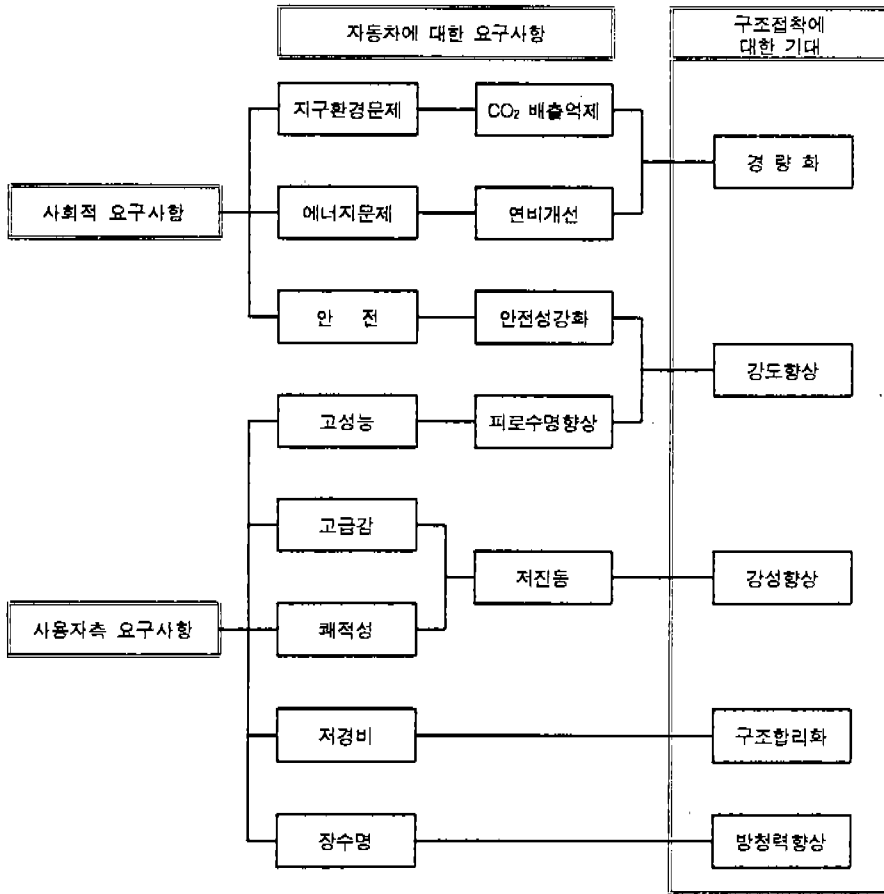 자동차에 대한 요구사항
구조접착에
대한 기대
지구환경문제
CO₂ 배출억제
경 량 화
사회적 요구사항
에너지문제
연비개선
안 전
안전성강화
강도향상
고성능
피로수명향상
고급감
저진동
강성향상
사용자측 요구사항
쾌적성
저경비
구조합리화
장수명
방청력향상